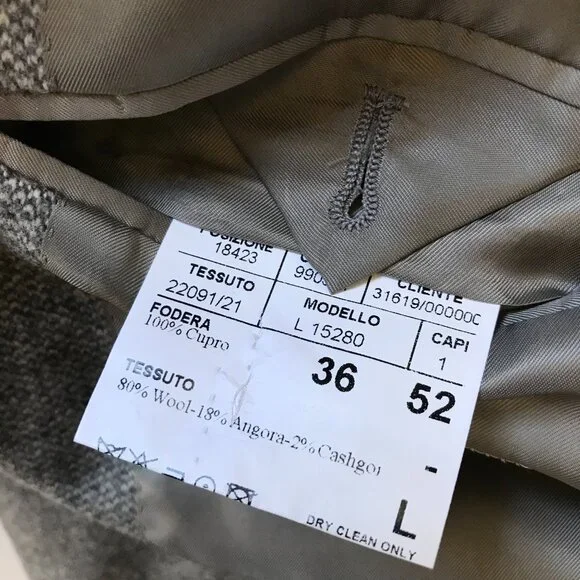 POSIZIONE
18423
990
CLIENTE
31619/000000
TESSUTO
22091/21
MODELLO
L 15280
CAPI
1
FODERA
100% Cupro
36 52
TESSUTO
80% Wool-18% Angora-2% Cashgor
-
L
DRY CLEAN ONLY